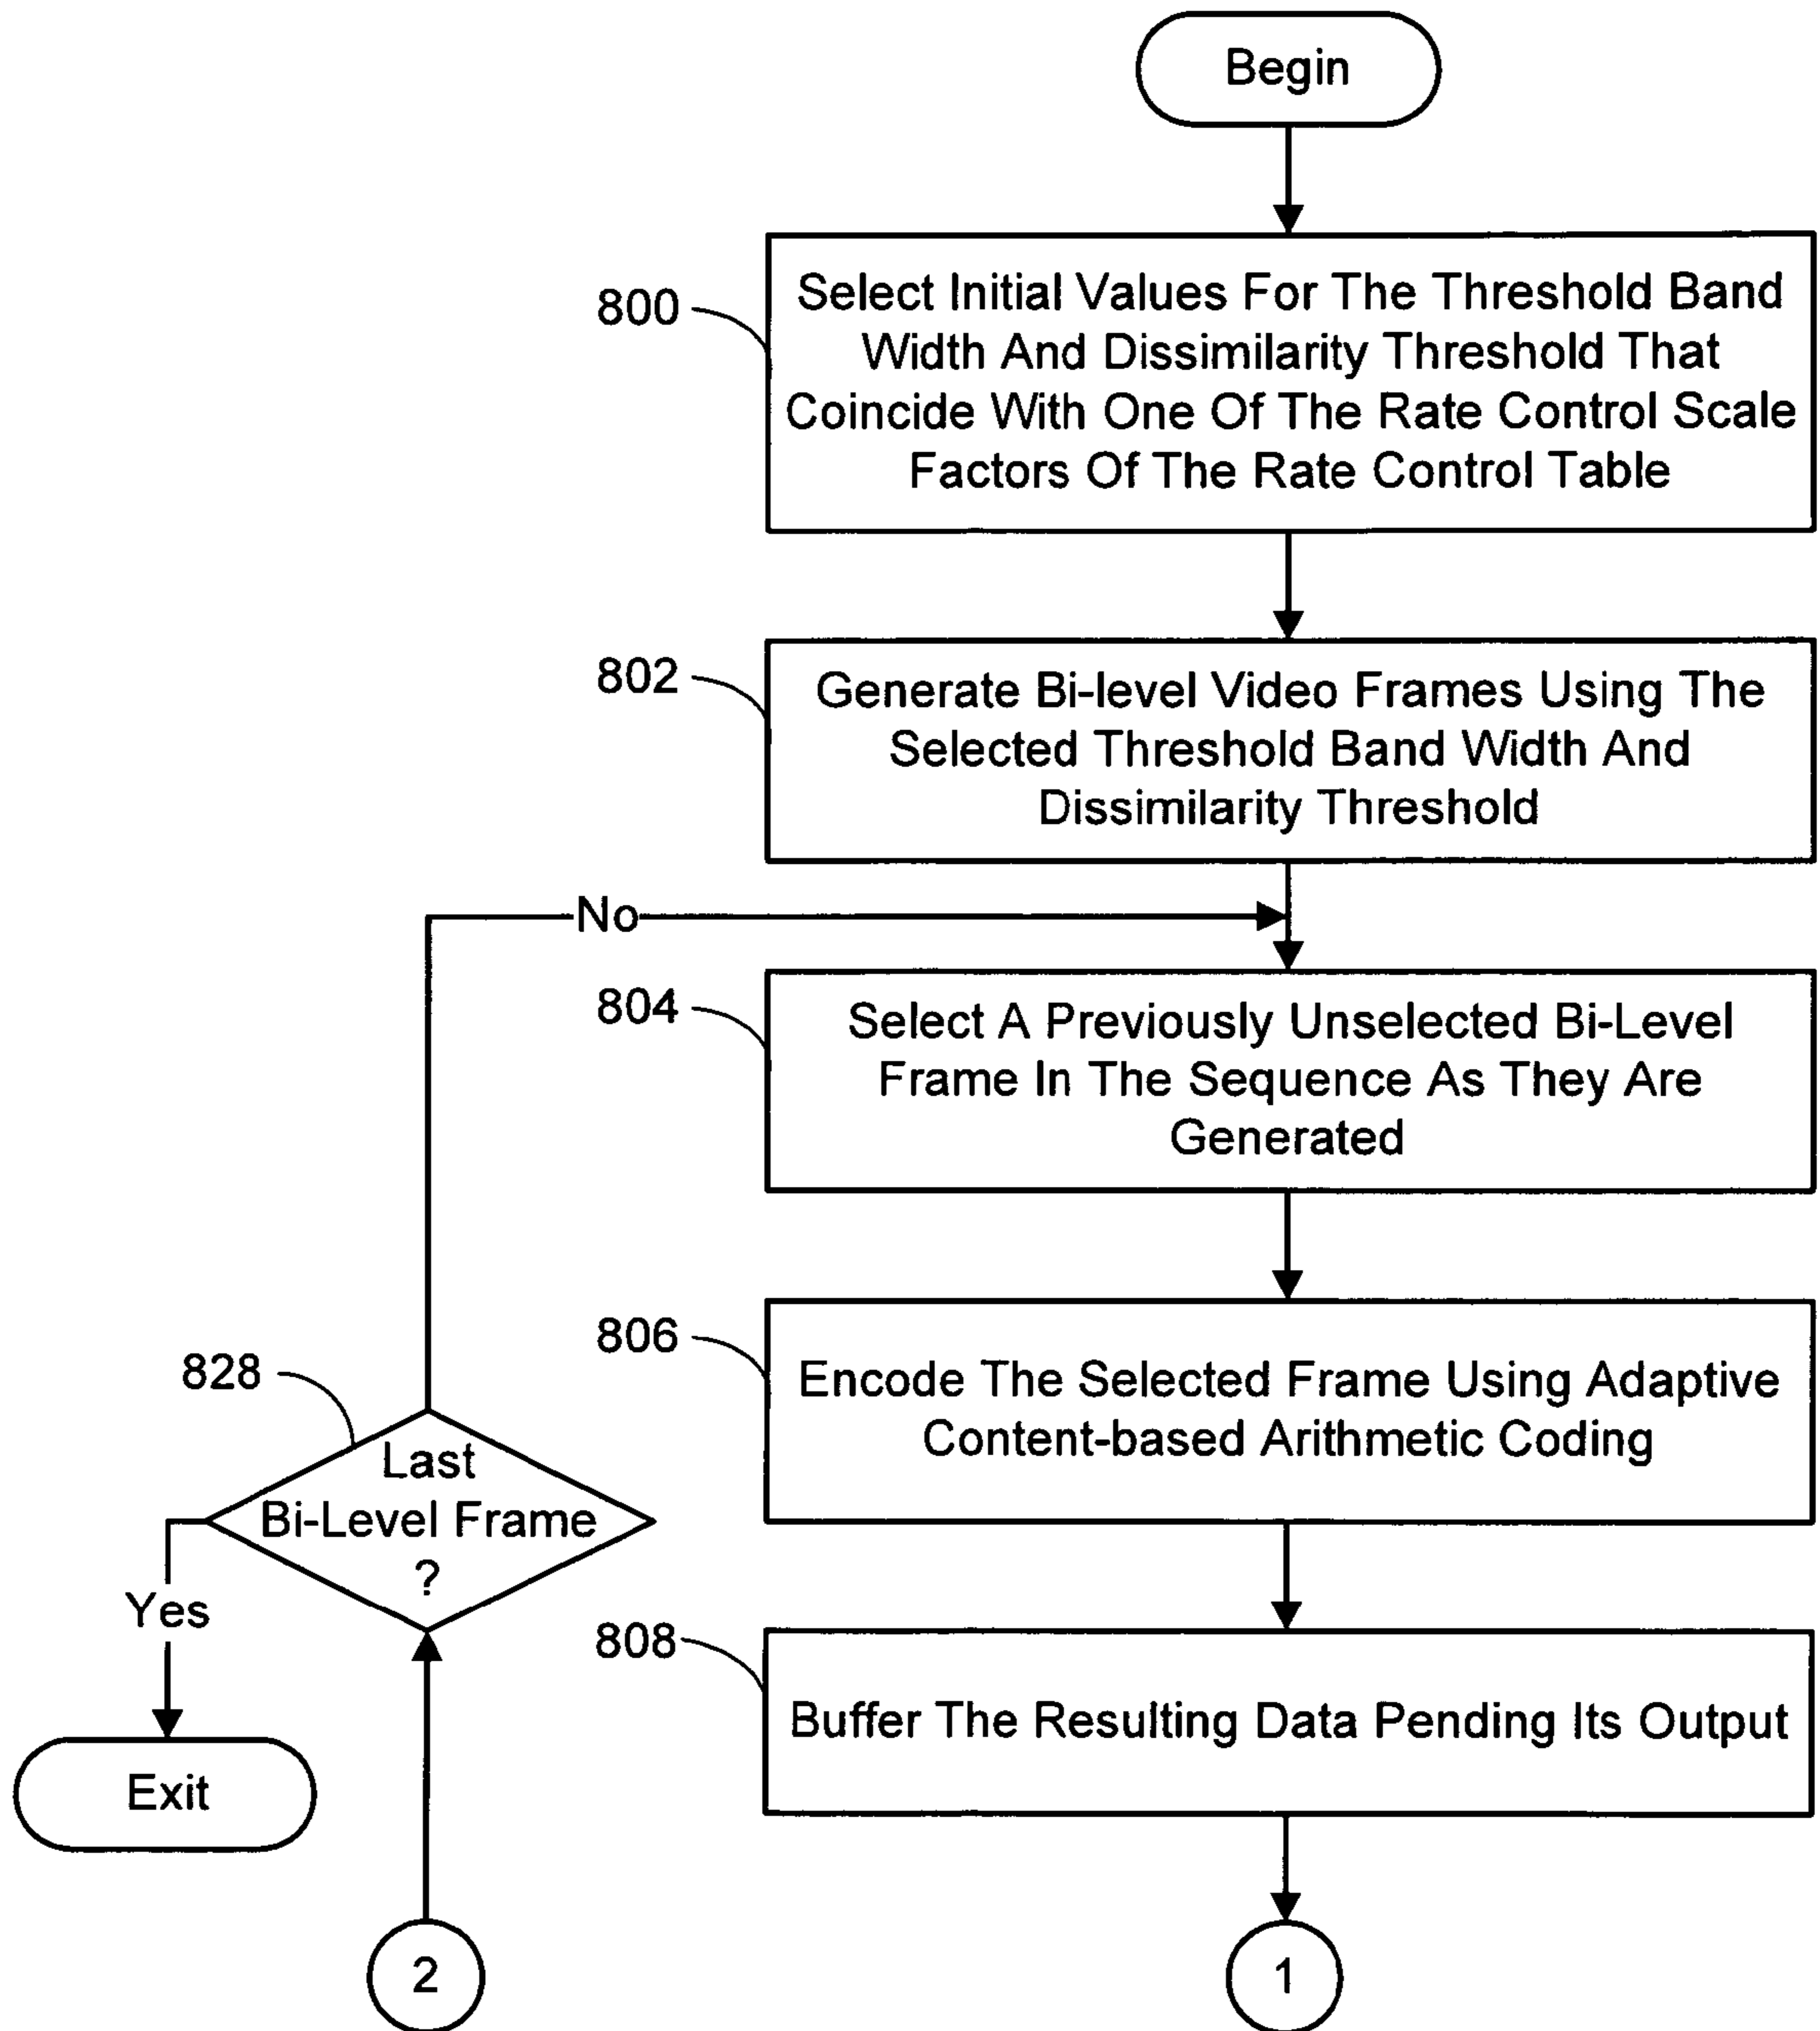 Begin
800
Select Initial Values For The Threshold Band
Width And Dissimilarity Threshold That
Coincide With One Of The Rate Control Scale
Factors Of The Rate Control Table
802
Generate Bi-level Video Frames Using The
Selected Threshold Band Width And
Dissimilarity Threshold
No
804
Select A Previously Unselected Bi-Level
Frame In The Sequence As They Are
Generated
806
Encode The Selected Frame Using Adaptive
Content-based Arithmetic Coding
828
Last
Bi-Level Frame
?
Yes
808
Buffer The Resulting Data Pending Its Output
Exit
2
1